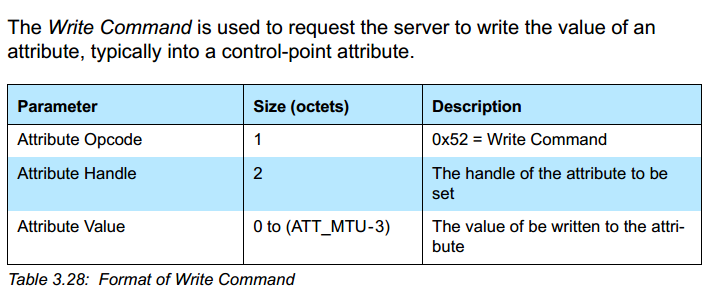 The Write Command is used to request the server to write the value of an
attribute, typically into a control-point attribute.
Parameter Size (octets) Description
Attribute Opcode 1 0x52 = Write Command
Attribute Handle 2 The handle of the attribute to be
set
Attribute Value 0 to (ATT_MTU-3) The value of be written to the attri-
bute
Table 3.28: Format of Write Command